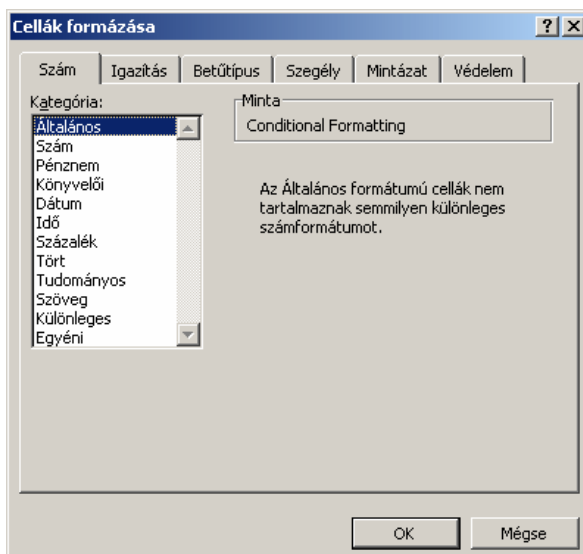 Cellák formázása
Szám
Igazítás
Betűtípus
Szegély
Mintázat
Védelem
Kategória:
Általános
Szám
Pénznem
Könyvelői
Dátum
Idő
Százalék
Tört
Tudományos
Szöveg
Különleges
Egyéni
Minta
Conditional Formatting
Az Általános formátumú cellák nem
tartalmaznak semmilyen különleges
számformátumot.
OK
Mégse